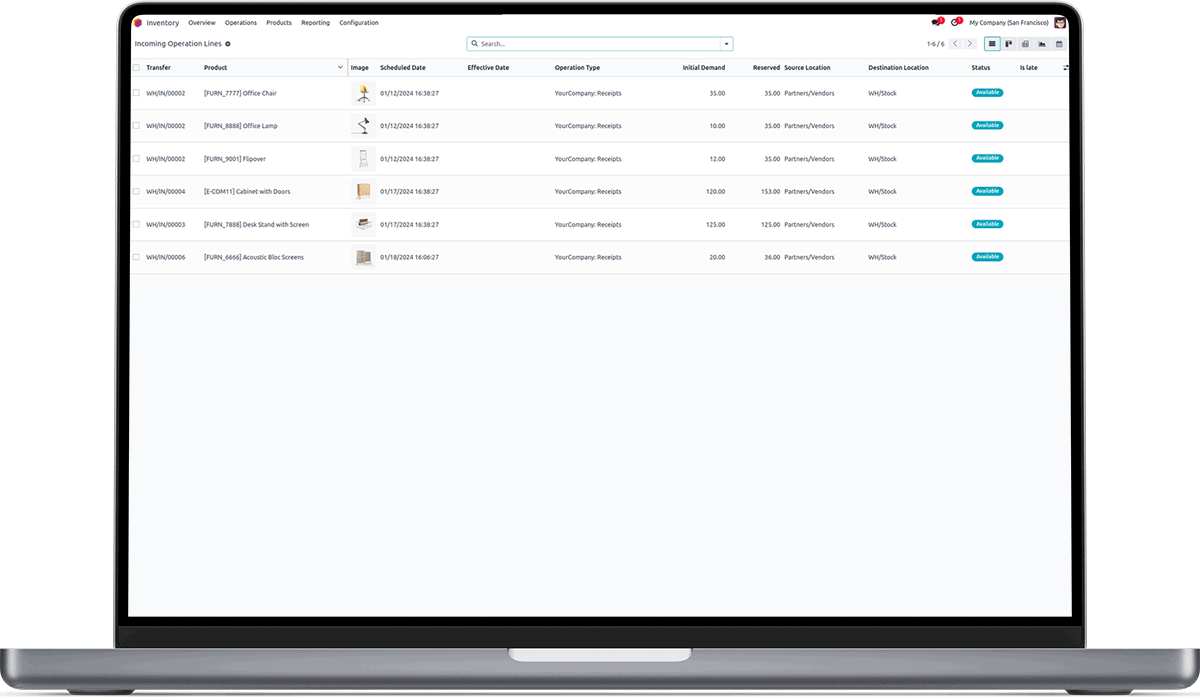 Inventory Overview Operations Products Reporting Configuration 1 1 My Company (San Francisco)
Incoming Operation Lines Search... 1-6 / 6
Transfer Product Image Scheduled Date Effective Date Operation Type Initial Demand Reserved Source Location Destination Location Status Is late
WH/IN/00002 [FURN_7777] Office Chair 01/12/2024 16:38:27 YourCompany: Receipts 35.00 35.00 Partners/Vendors WH/Stock Available
WH/IN/00002 [FURN_8888] Office Lamp 01/12/2024 16:38:27 YourCompany: Receipts 10.00 35.00 Partners/Vendors WH/Stock Available
WH/IN/00002 [FURN_9001] Flipover 01/12/2024 16:38:27 YourCompany: Receipts 12.00 35.00 Partners/Vendors WH/Stock Available
WH/IN/00004 [E-COM11] Cabinet with Doors 01/17/2024 16:38:27 YourCompany: Receipts 120.00 153.00 Partners/Vendors WH/Stock Available
WH/IN/00003 [FURN_7888] Desk Stand with Screen 01/17/2024 16:38:27 YourCompany: Receipts 125.00 125.00 Partners/Vendors WH/Stock Available
WH/IN/00006 [FURN_6666] Acoustic Bloc Screens 01/18/2024 16:06:27 YourCompany: Receipts 20.00 36.00 Partners/Vendors WH/Stock Available